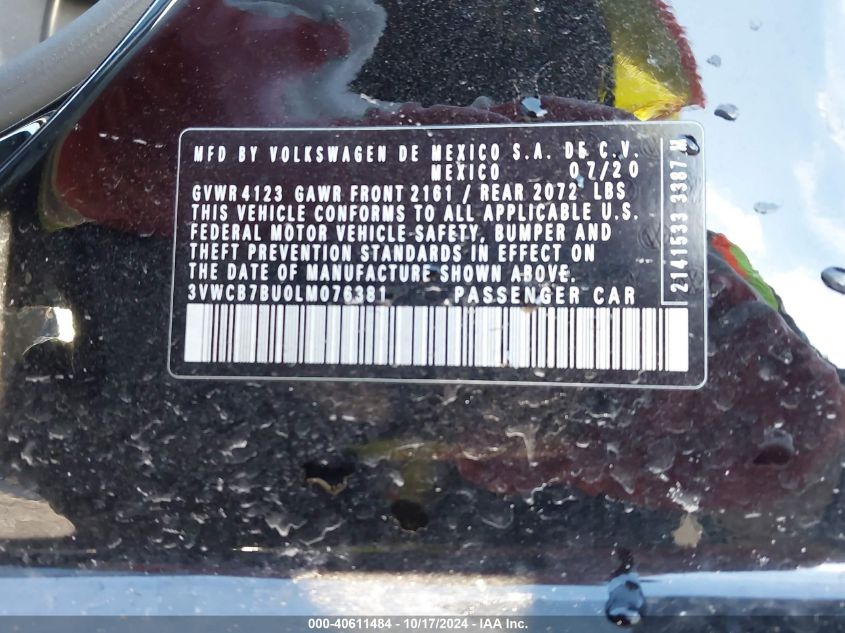 MFD BY VOLKSWAGEN DE MEXICO S.A. DE C.V.
MEXICO 07/20
GVWR 4123 GAWR FRONT 2161 / REAR 2072 LBS
THIS VEHICLE CONFORMS TO ALL APPLICABLE U.S.
FEDERAL MOTOR VEHICLE SAFETY, BUMPER AND
THEFT PREVENTION STANDARDS IN EFFECT ON
THE DATE OF MANUFACTURE SHOWN ABOVE.
3VWCB7BU0LM076381 PASSENGER CAR
2141533 3387
000-40611484 - 10/17/2024 - IAA Inc.